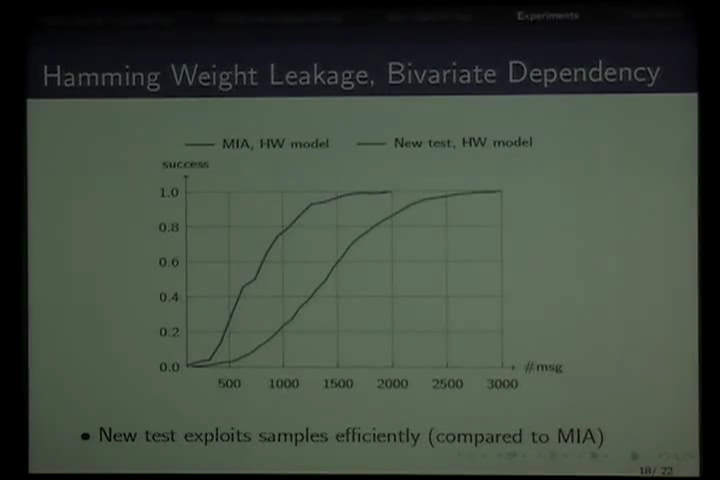 Experiments
Hamming Weight Leakage, Bivariate Dependency
MIA, HW model New test, HW model
success
1.0
0.8
0.6
0.4
0.2
0.0
500 1000 1500 2000 2500 3000
#msg
• New test exploits samples efficiently (compared to MIA)
18/ 22